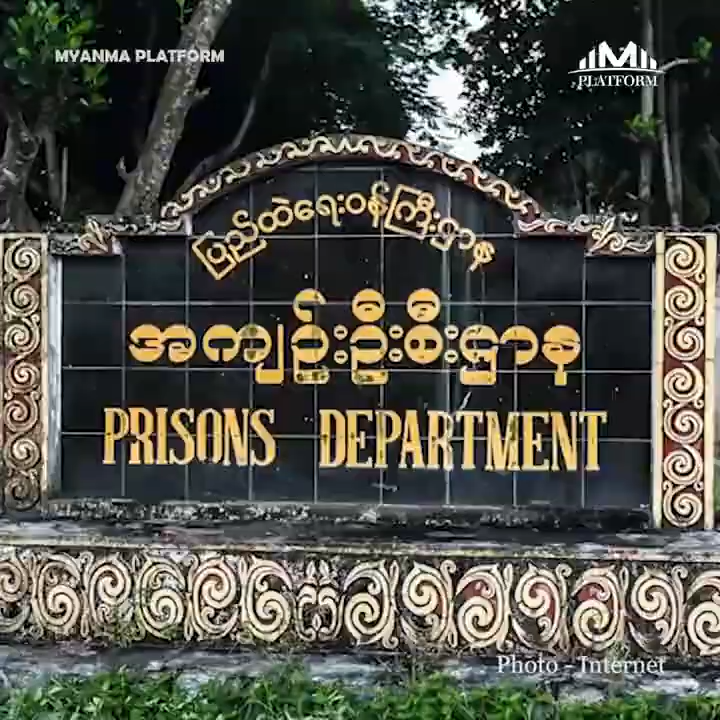 MYANMA PLATFORM
M
PLATFORM
ပြည်ထဲရေးဝန်ကြီးဌာန
အကျဉ်းဦးစီးဌာန
PRISONS DEPARTMENT
Photo - Internet